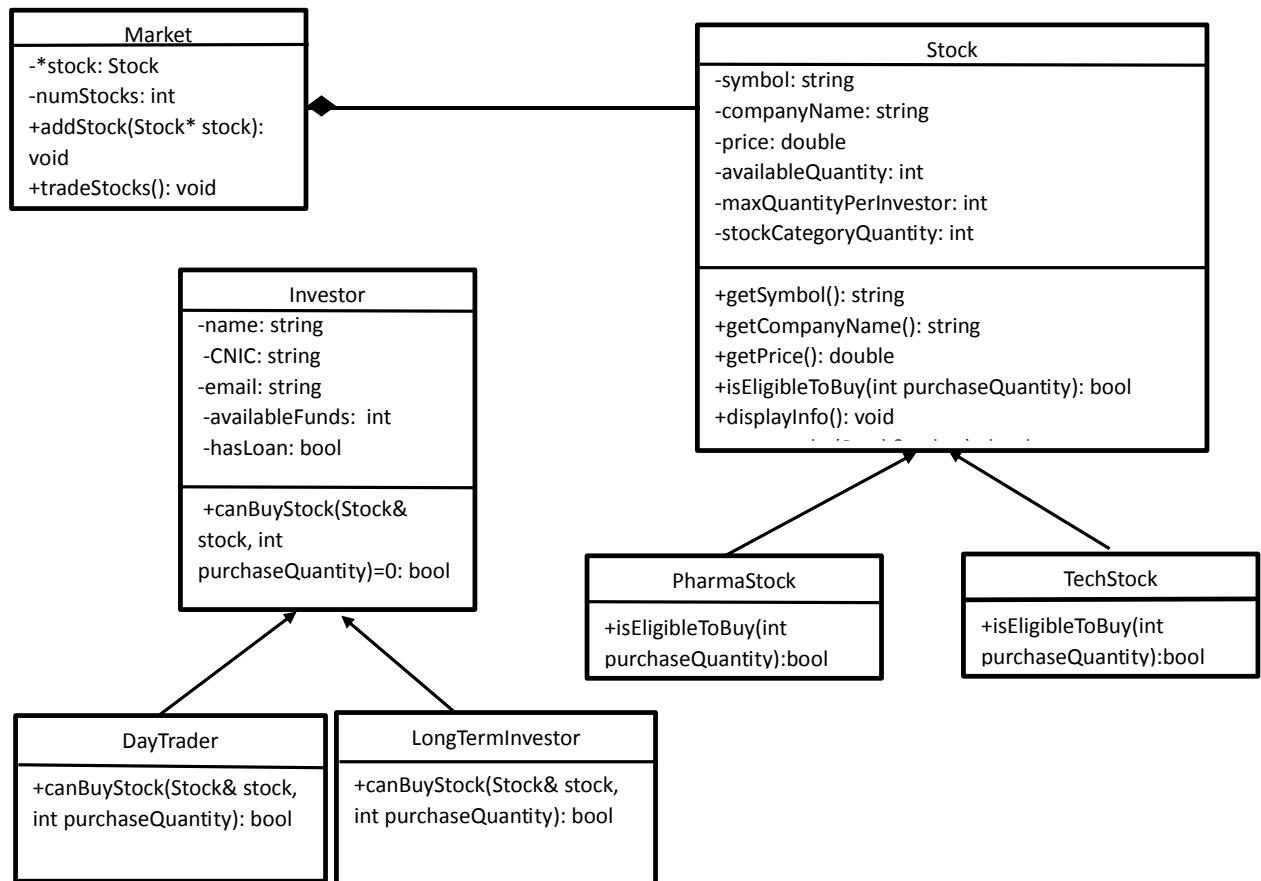 Market
-*stock: Stock
-numStocks: int
+addStock(Stock* stock):
void
+tradeStocks(): void
Stock
-symbol: string
-companyName: string
-price: double
-availableQuantity: int
-maxQuantityPerInvestor: int
-stockCategoryQuantity: int
+getSymbol(): string
+getCompanyName(): string
+getPrice(): double
+isEligibleToBuy(int purchaseQuantity): bool
+displayInfo(): void
Investor
-name: string
-CNIC: string
-email: string
-availableFunds: int
-hasLoan: bool
+canBuyStock(Stock&
stock, int
purchaseQuantity)=0: bool
PharmaStock
+isEligibleToBuy(int
purchaseQuantity):bool
TechStock
+isEligibleToBuy(int
purchaseQuantity):bool
DayTrader
+canBuyStock(Stock& stock,
int purchaseQuantity): bool
LongTermInvestor
+canBuyStock(Stock& stock,
int purchaseQuantity): bool